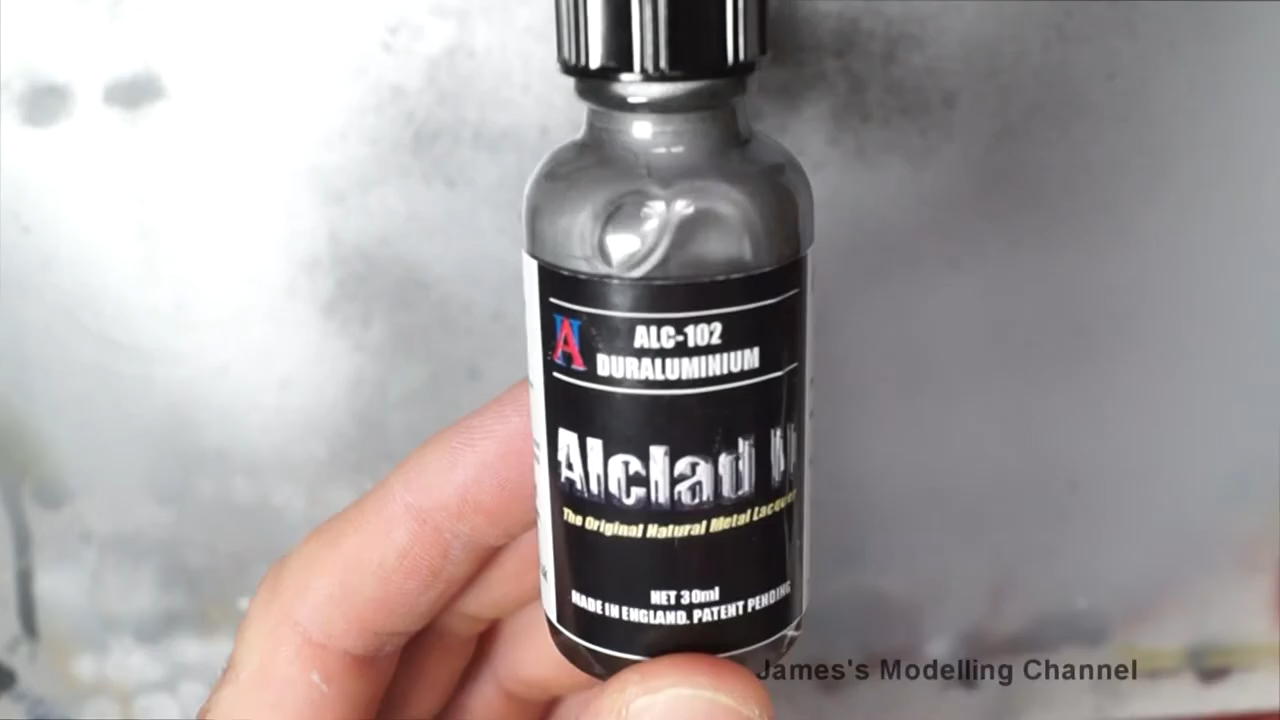 A
ALC-102
DURALUMINIUM
Alclad II
The Original Natural Metal Lacquer
NET 30ml
MADE IN ENGLAND. PATENT PENDING
James's Modelling Channel